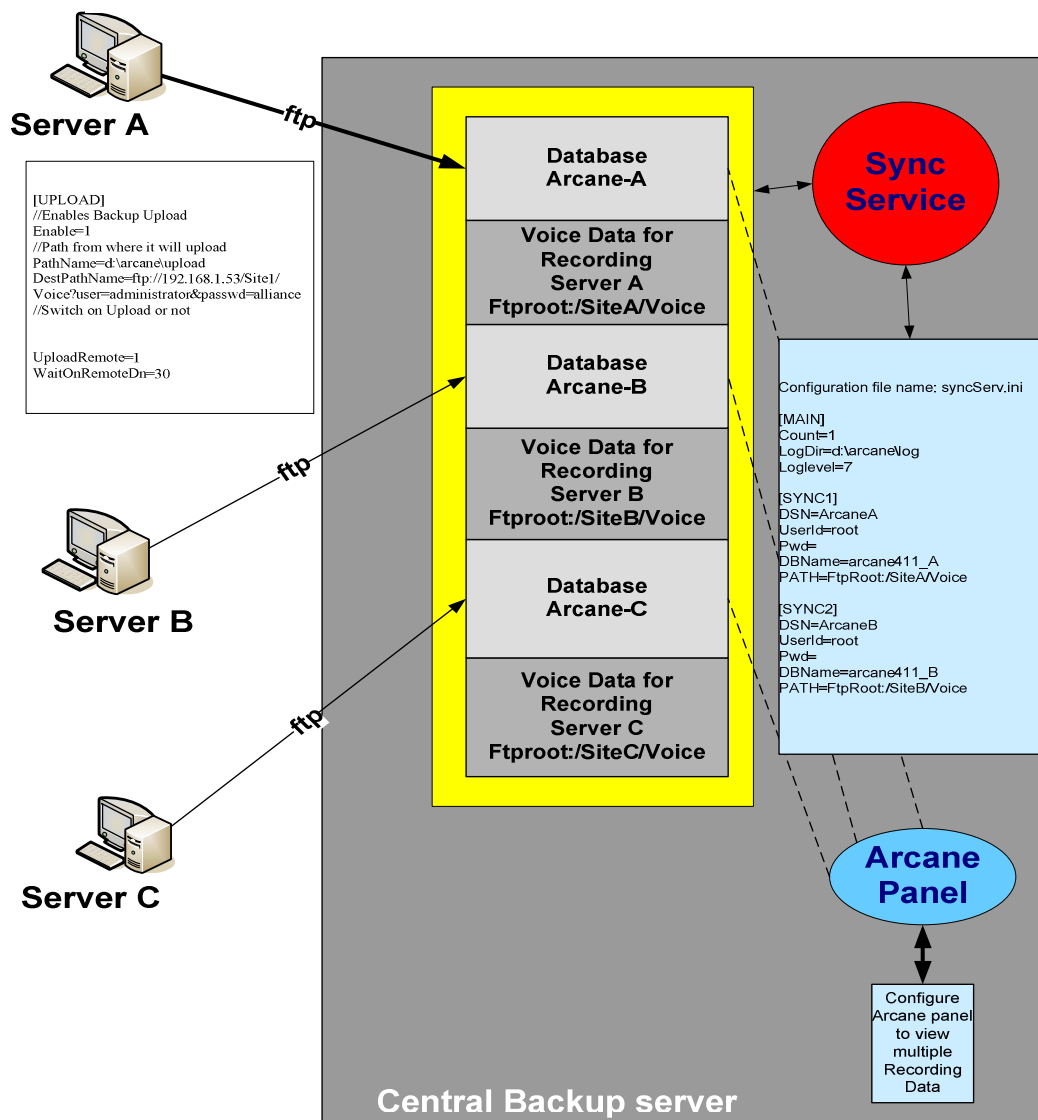 Server A
ftp
[UPLOAD]
//Enables Backup Upload
Enable=1
//Path from where it will upload
PathName=d:\arcane\upload
DestPathName=ftp://192.168.1.53/Site1/
Voice?user=administrator&passwd=alliance
//Switch on Upload or not
UploadRemote=1
WaitOnRemoteDn=30
ftp
Server B
ftp
Server C
Database
Arcane-A
Voice Data for
Recording
Server A
Ftproot:/SiteA/Voice
Database
Arcane-B
Voice Data for
Recording
Server B
Ftproot:/SiteB/Voice
Database
Arcane-C
Voice Data for
Recording
Server C
Ftproot:/SiteC/Voice
Sync
Service
Configuration file name: syncServ.ini
[MAIN]
Count=1
LogDir=d:\arcane\log
Loglevel=7
[SYNC1]
DSN=ArcaneA
UserId=root
Pwd=
DBName=arcane411_A
PATH=FtpRoot:/SiteA/Voice
[SYNC2]
DSN=ArcaneB
UserId=root
Pwd=
DBName=arcane411_B
PATH=FtpRoot:/SiteB/Voice
Arcane
Panel
Configure
Arcane panel
to view
multiple
Recording
Data
Central Backup server